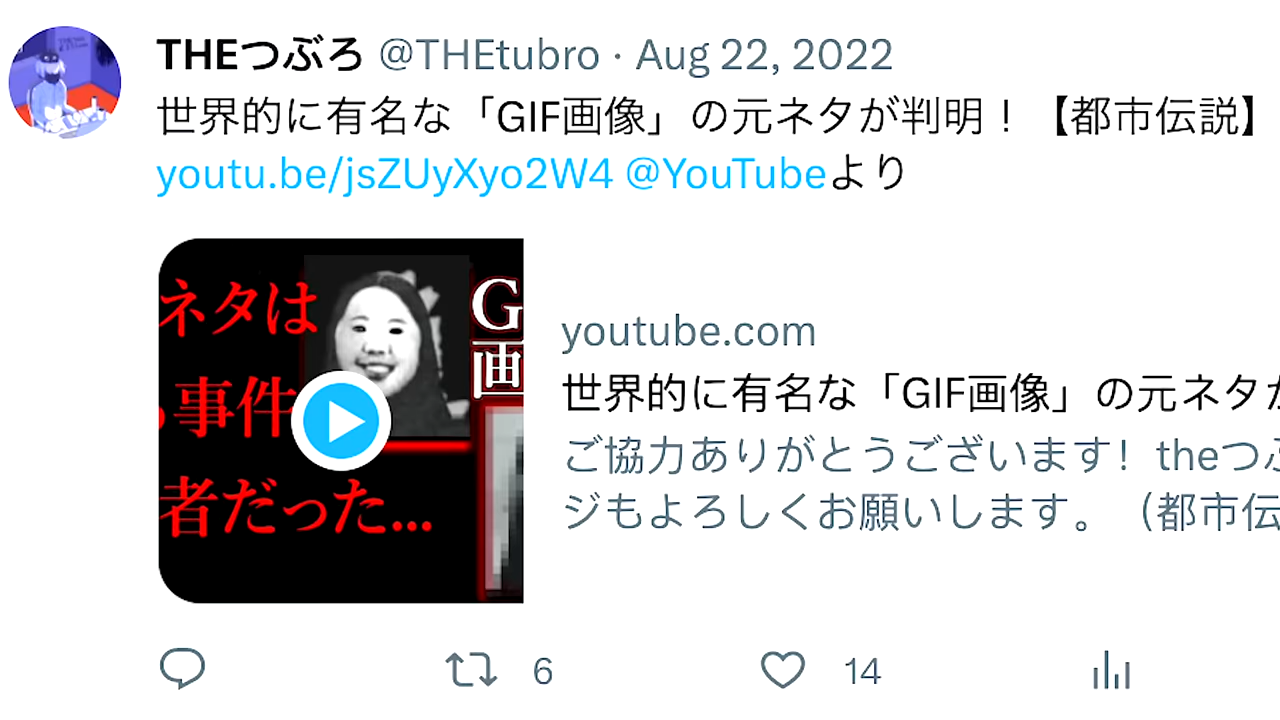 THEつぶろ @THEtubro · Aug 22, 2022
世界的に有名な「GIF画像」の元ネタが判明！【都市伝説】
youtu.be/jsZUyXyo2W4 @YouTubeより
ネタは
事件
者だった...
G
画
youtube.com
世界的に有名な「GIF画像」の元ネタが
ご協力ありがとうございます！theつぶ
ジもよろしくお願いします。（都市伝
6
14